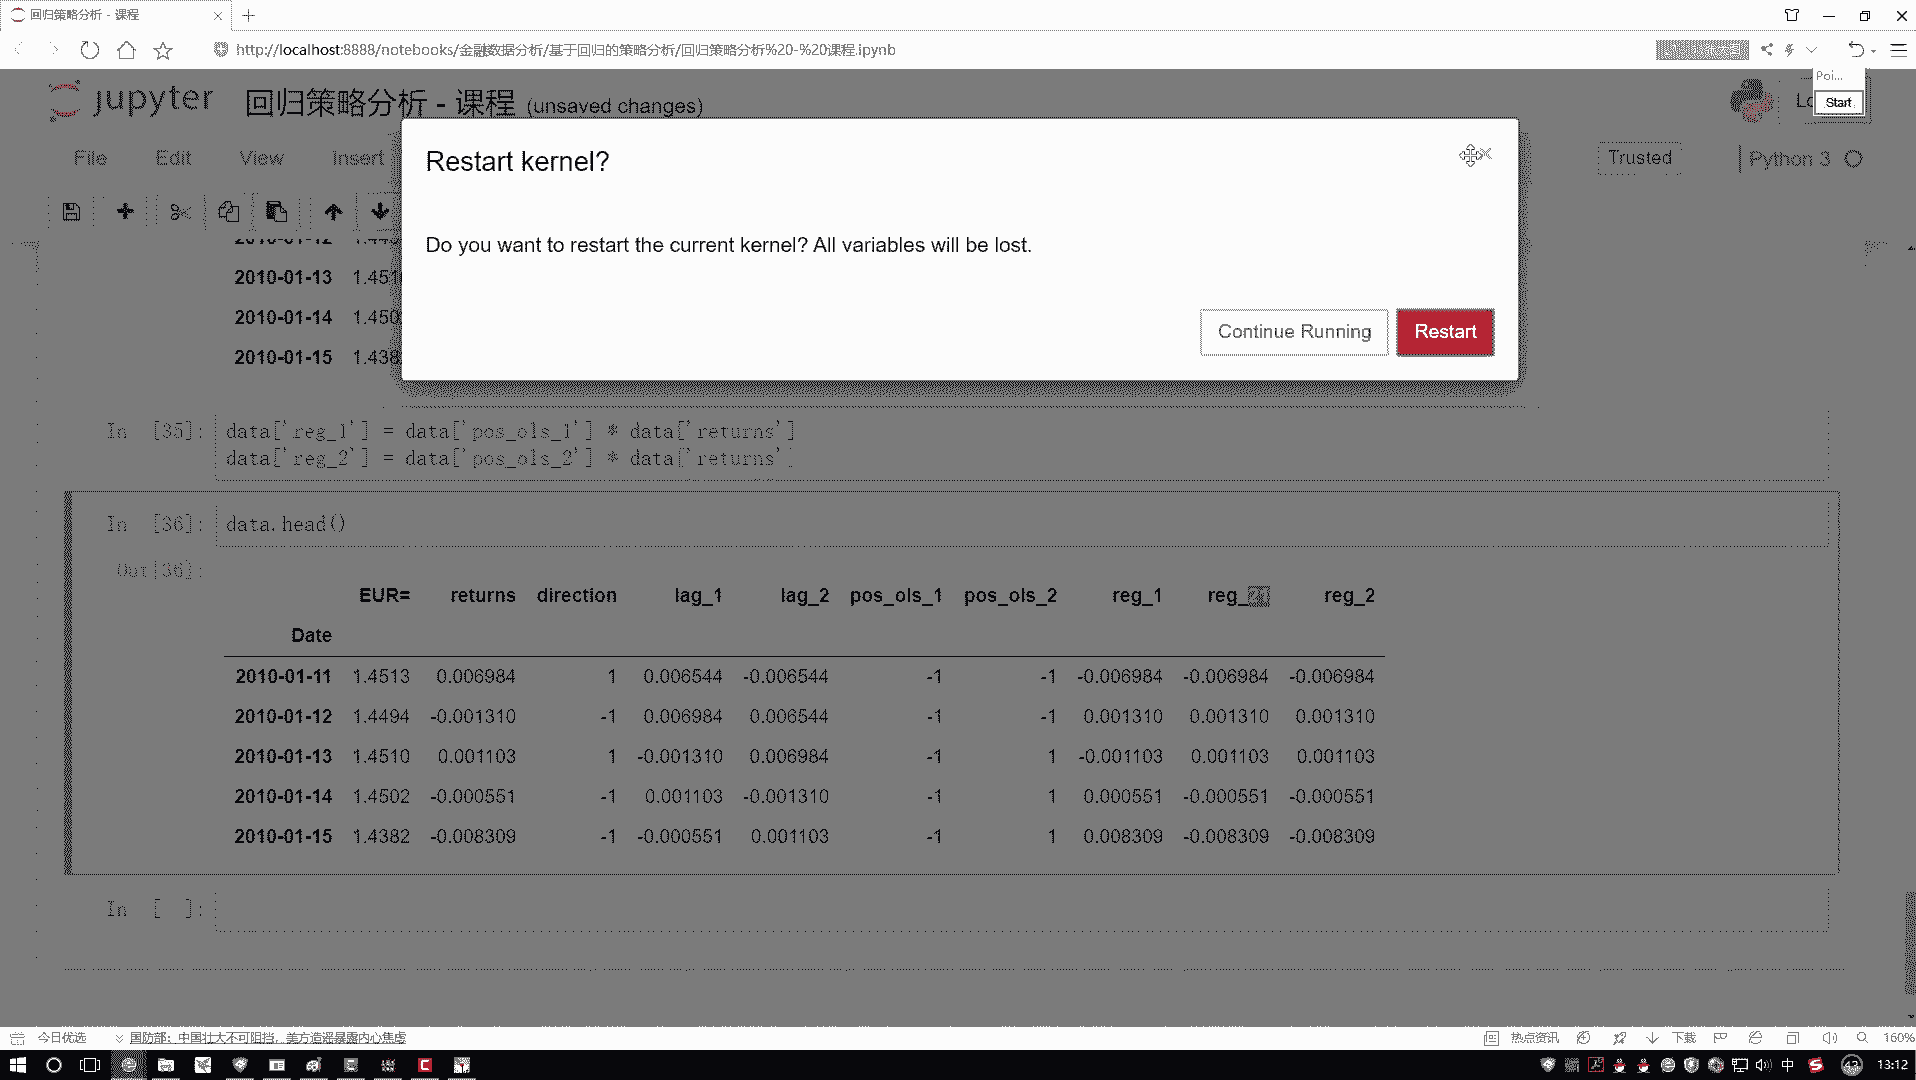 回归策略分析 - 课程
http://localhost:8888/notebooks/金融数据分析/基于回归的策略分析/回归策略分析%20-%20课程.ipynb
Poi...
Start
jupyter 回归策略分析 - 课程 (unsaved changes)
File Edit View Insert
Trusted Python 3
Restart kernel?
Do you want to restart the current kernel? All variables will be lost.
Continue Running Restart
2010-01-13
2010-01-14
2010-01-15
In [35]: data['reg_1'] = data['pos_ols_1'] * data['returns']
data['reg_2'] = data['pos_ols_2'] * data['returns']
In [36]: data.head()
Out[36]:
EUR= returns direction lag_1 lag_2 pos_ols_1 pos_ols_2 reg_1 reg_ reg_2
Date
2010-01-11 1.4513 0.006984 1 0.006544 -0.006544 -1 -1 -0.006984 -0.006984 -0.006984
2010-01-12 1.4494 -0.001310 -1 0.006984 0.006544 -1 -1 0.001310 0.001310 0.001310
2010-01-13 1.4510 0.001103 1 -0.001310 0.006984 -1 1 -0.001103 0.001103 0.001103
2010-01-14 1.4502 -0.000551 -1 0.001103 -0.001310 -1 1 0.000551 -0.000551 -0.000551
2010-01-15 1.4382 -0.008309 -1 -0.000551 0.001103 -1 1 0.008309 -0.008309 -0.008309
In [ ]:
今日优选 国防部：中国壮大不可阻挡，美方造谣暴露内心焦虑 热点资讯 下载 160%
中 43 13:12